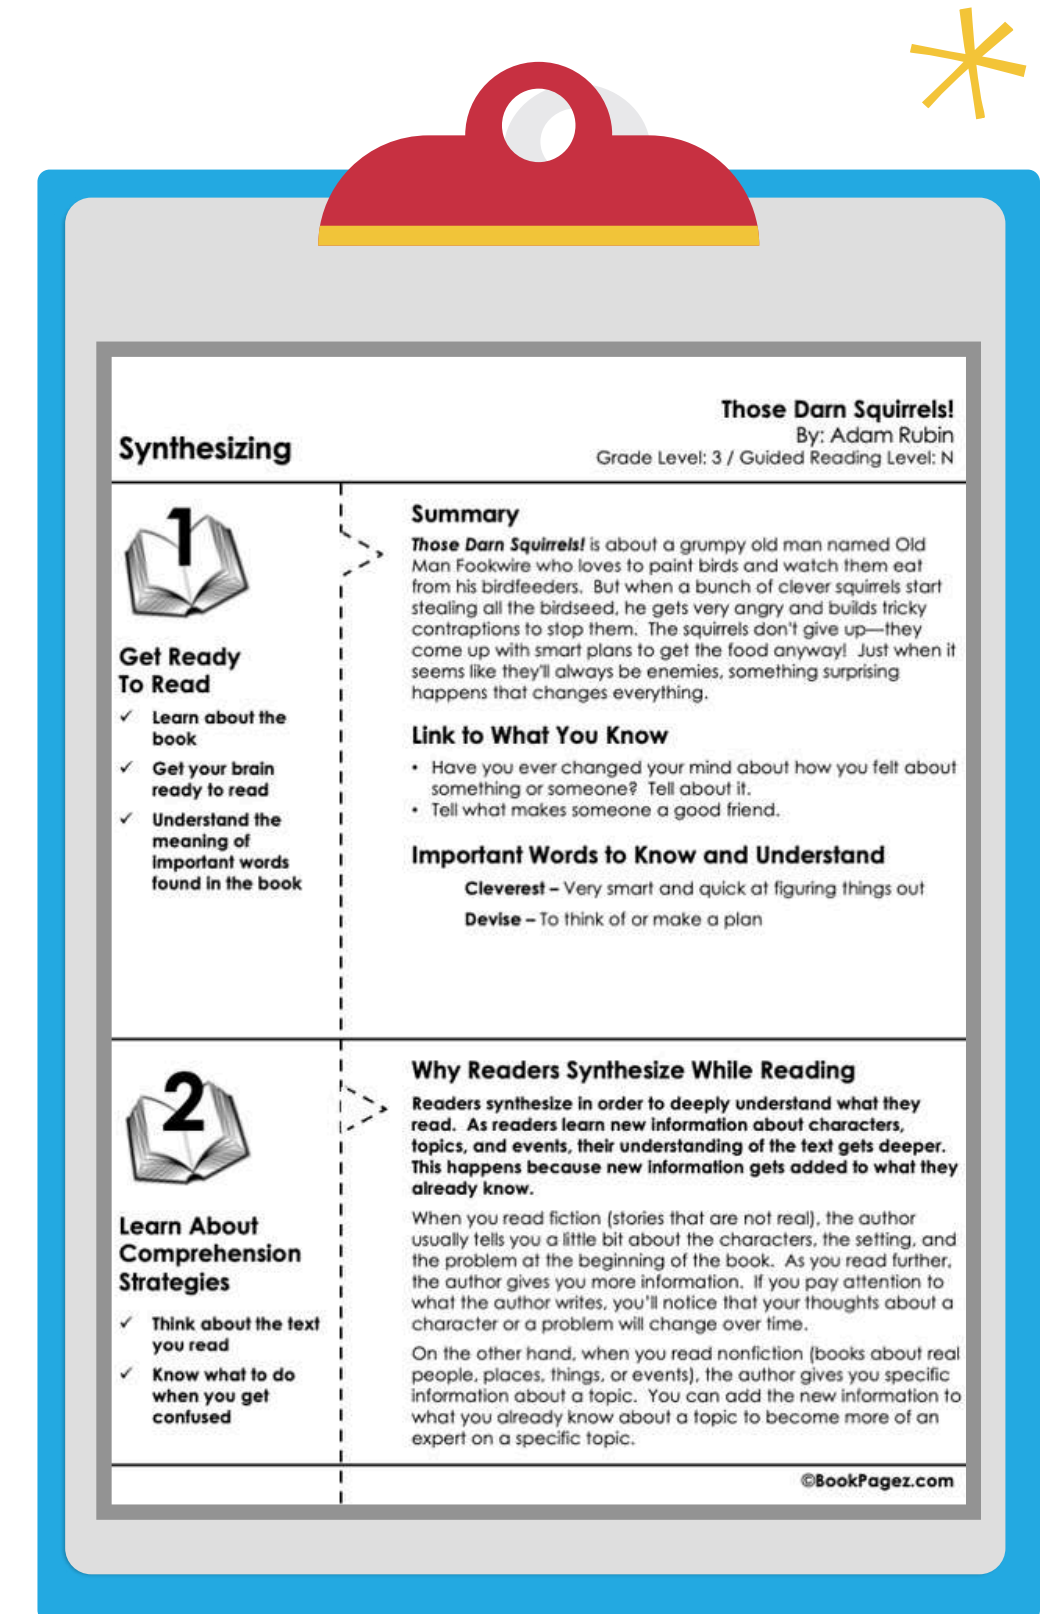 Those Darn Squirrels!
By: Adam Rubin
Synthesizing
Grade Level: 3 / Guided Reading Level: N
1
Get Ready
To Read
✓ Learn about the
book
✓ Get your brain
ready to read
✓ Understand the
meaning of
important words
found in the book
Summary
Those Darn Squirrels! is about a grumpy old man named Old
Man Fookwire who loves to paint birds and watch them eat
from his birdfeeders. But when a bunch of clever squirrels start
stealing all the birdseed, he gets very angry and builds tricky
contraptions to stop them. The squirrels don't give up—they
come up with smart plans to get the food anyway! Just when it
seems like they'll always be enemies, something surprising
happens that changes everything.
Link to What You Know
• Have you ever changed your mind about how you felt about
something or someone? Tell about it.
• Tell what makes someone a good friend.
Important Words to Know and Understand
Cleverest – Very smart and quick at figuring things out
Devise – To think of or make a plan
2
Learn About
Comprehension
Strategies
✓ Think about the text
you read
✓ Know what to do
when you get
confused
Why Readers Synthesize While Reading
Readers synthesize in order to deeply understand what they
read. As readers learn new information about characters,
topics, and events, their understanding of the text gets deeper.
This happens because new information gets added to what they
already know.
When you read fiction (stories that are not real), the author
usually tells you a little bit about the characters, the setting, and
the problem at the beginning of the book. As you read further,
the author gives you more information. If you pay attention to
what the author writes, you'll notice that your thoughts about a
character or a problem will change over time.
On the other hand, when you read nonfiction (books about real
people, places, things, or events), the author gives you specific
information about a topic. You can add the new information to
what you already know about a topic to become more of an
expert on a specific topic.
©BookPagez.com